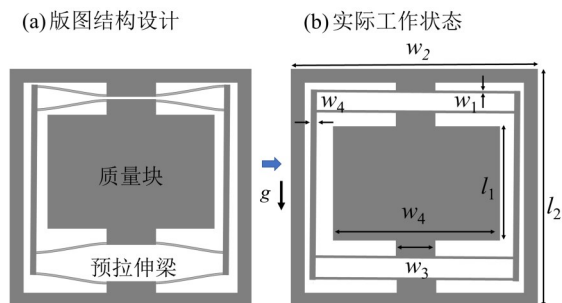 (a) 版图结构设计
(b) 实际工作状态
质量块
预拉伸梁
g
w₂
w₄
w₁
l₁
l₂
w₄
w₃